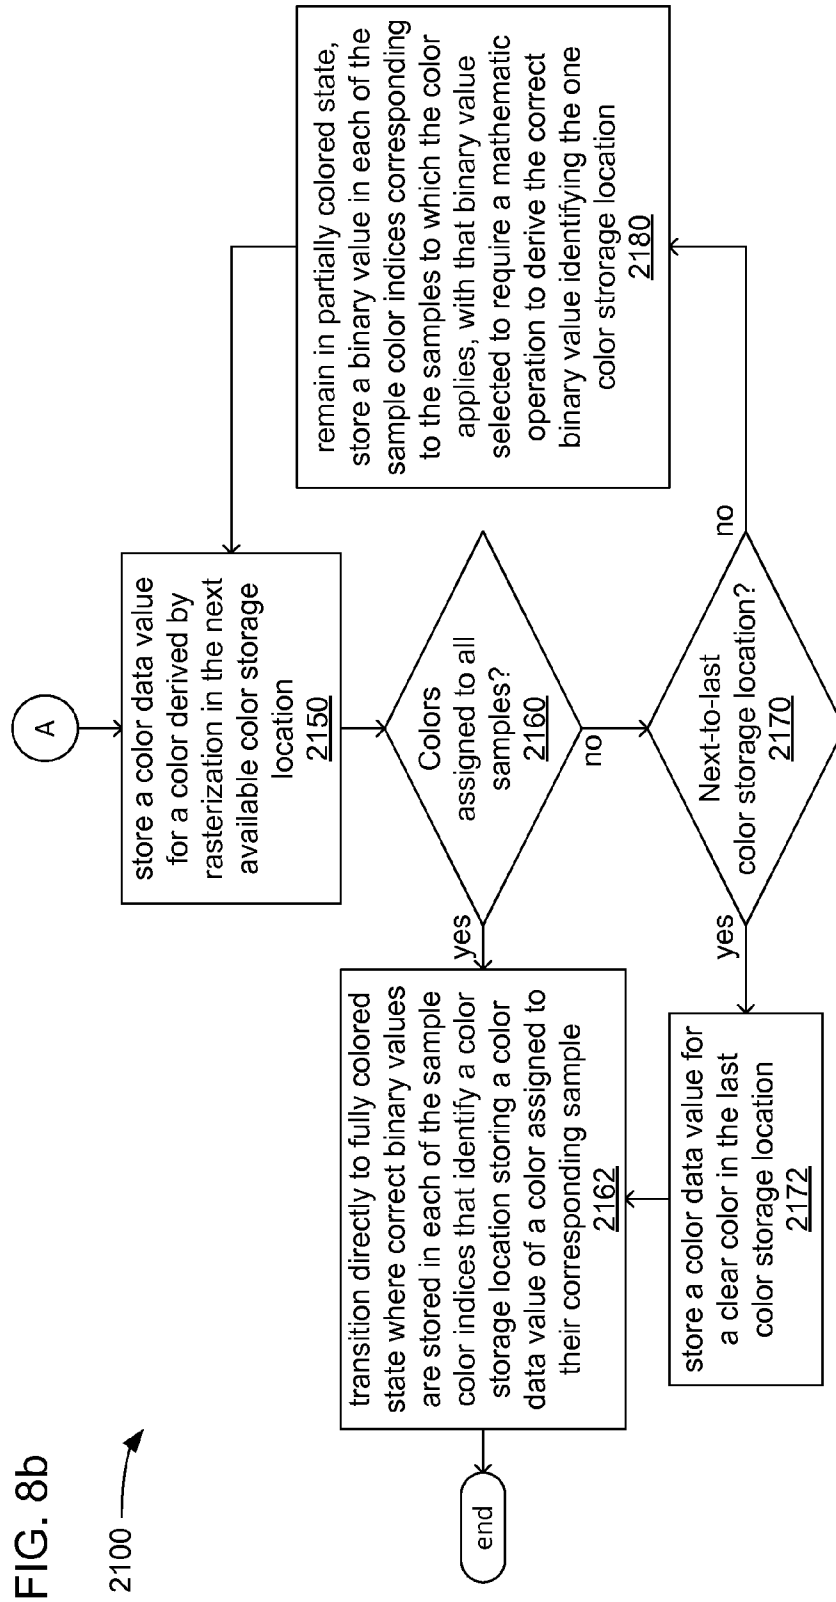 FIG. 8b
2100
A
store a color data value
for a color derived by
rasterization in the next
available color storage
location
2150
Colors
assigned to all
samples?
2160
yes
no
transition directly to fully colored
state where correct binary values
are stored in each of the sample
color indices that identify a color
storage location storing a color
data value of a color assigned to
their corresponding sample
2162
end
Next-to-last
color storage location?
2170
yes
no
store a color data value for
a clear color in the last
color storage location
2172
remain in partially colored state,
store a binary value in each of the
sample color indices corresponding
to the samples to which the color
applies, with that binary value
selected to require a mathematic
operation to derive the correct
binary value identifying the one
color strorage location
2180